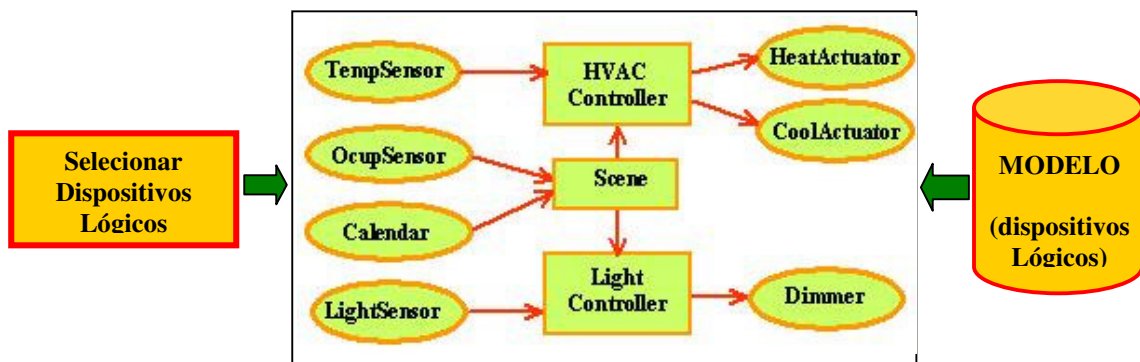 Selecionar
Dispositivos
Lógicos
TempSensor
OcupSensor
Calendar
LightSensor
HVAC
Controller
Scene
Light
Controller
HeatActuator
CoolActuator
Dimmer
MODELO
(dispositivos
Lógicos)